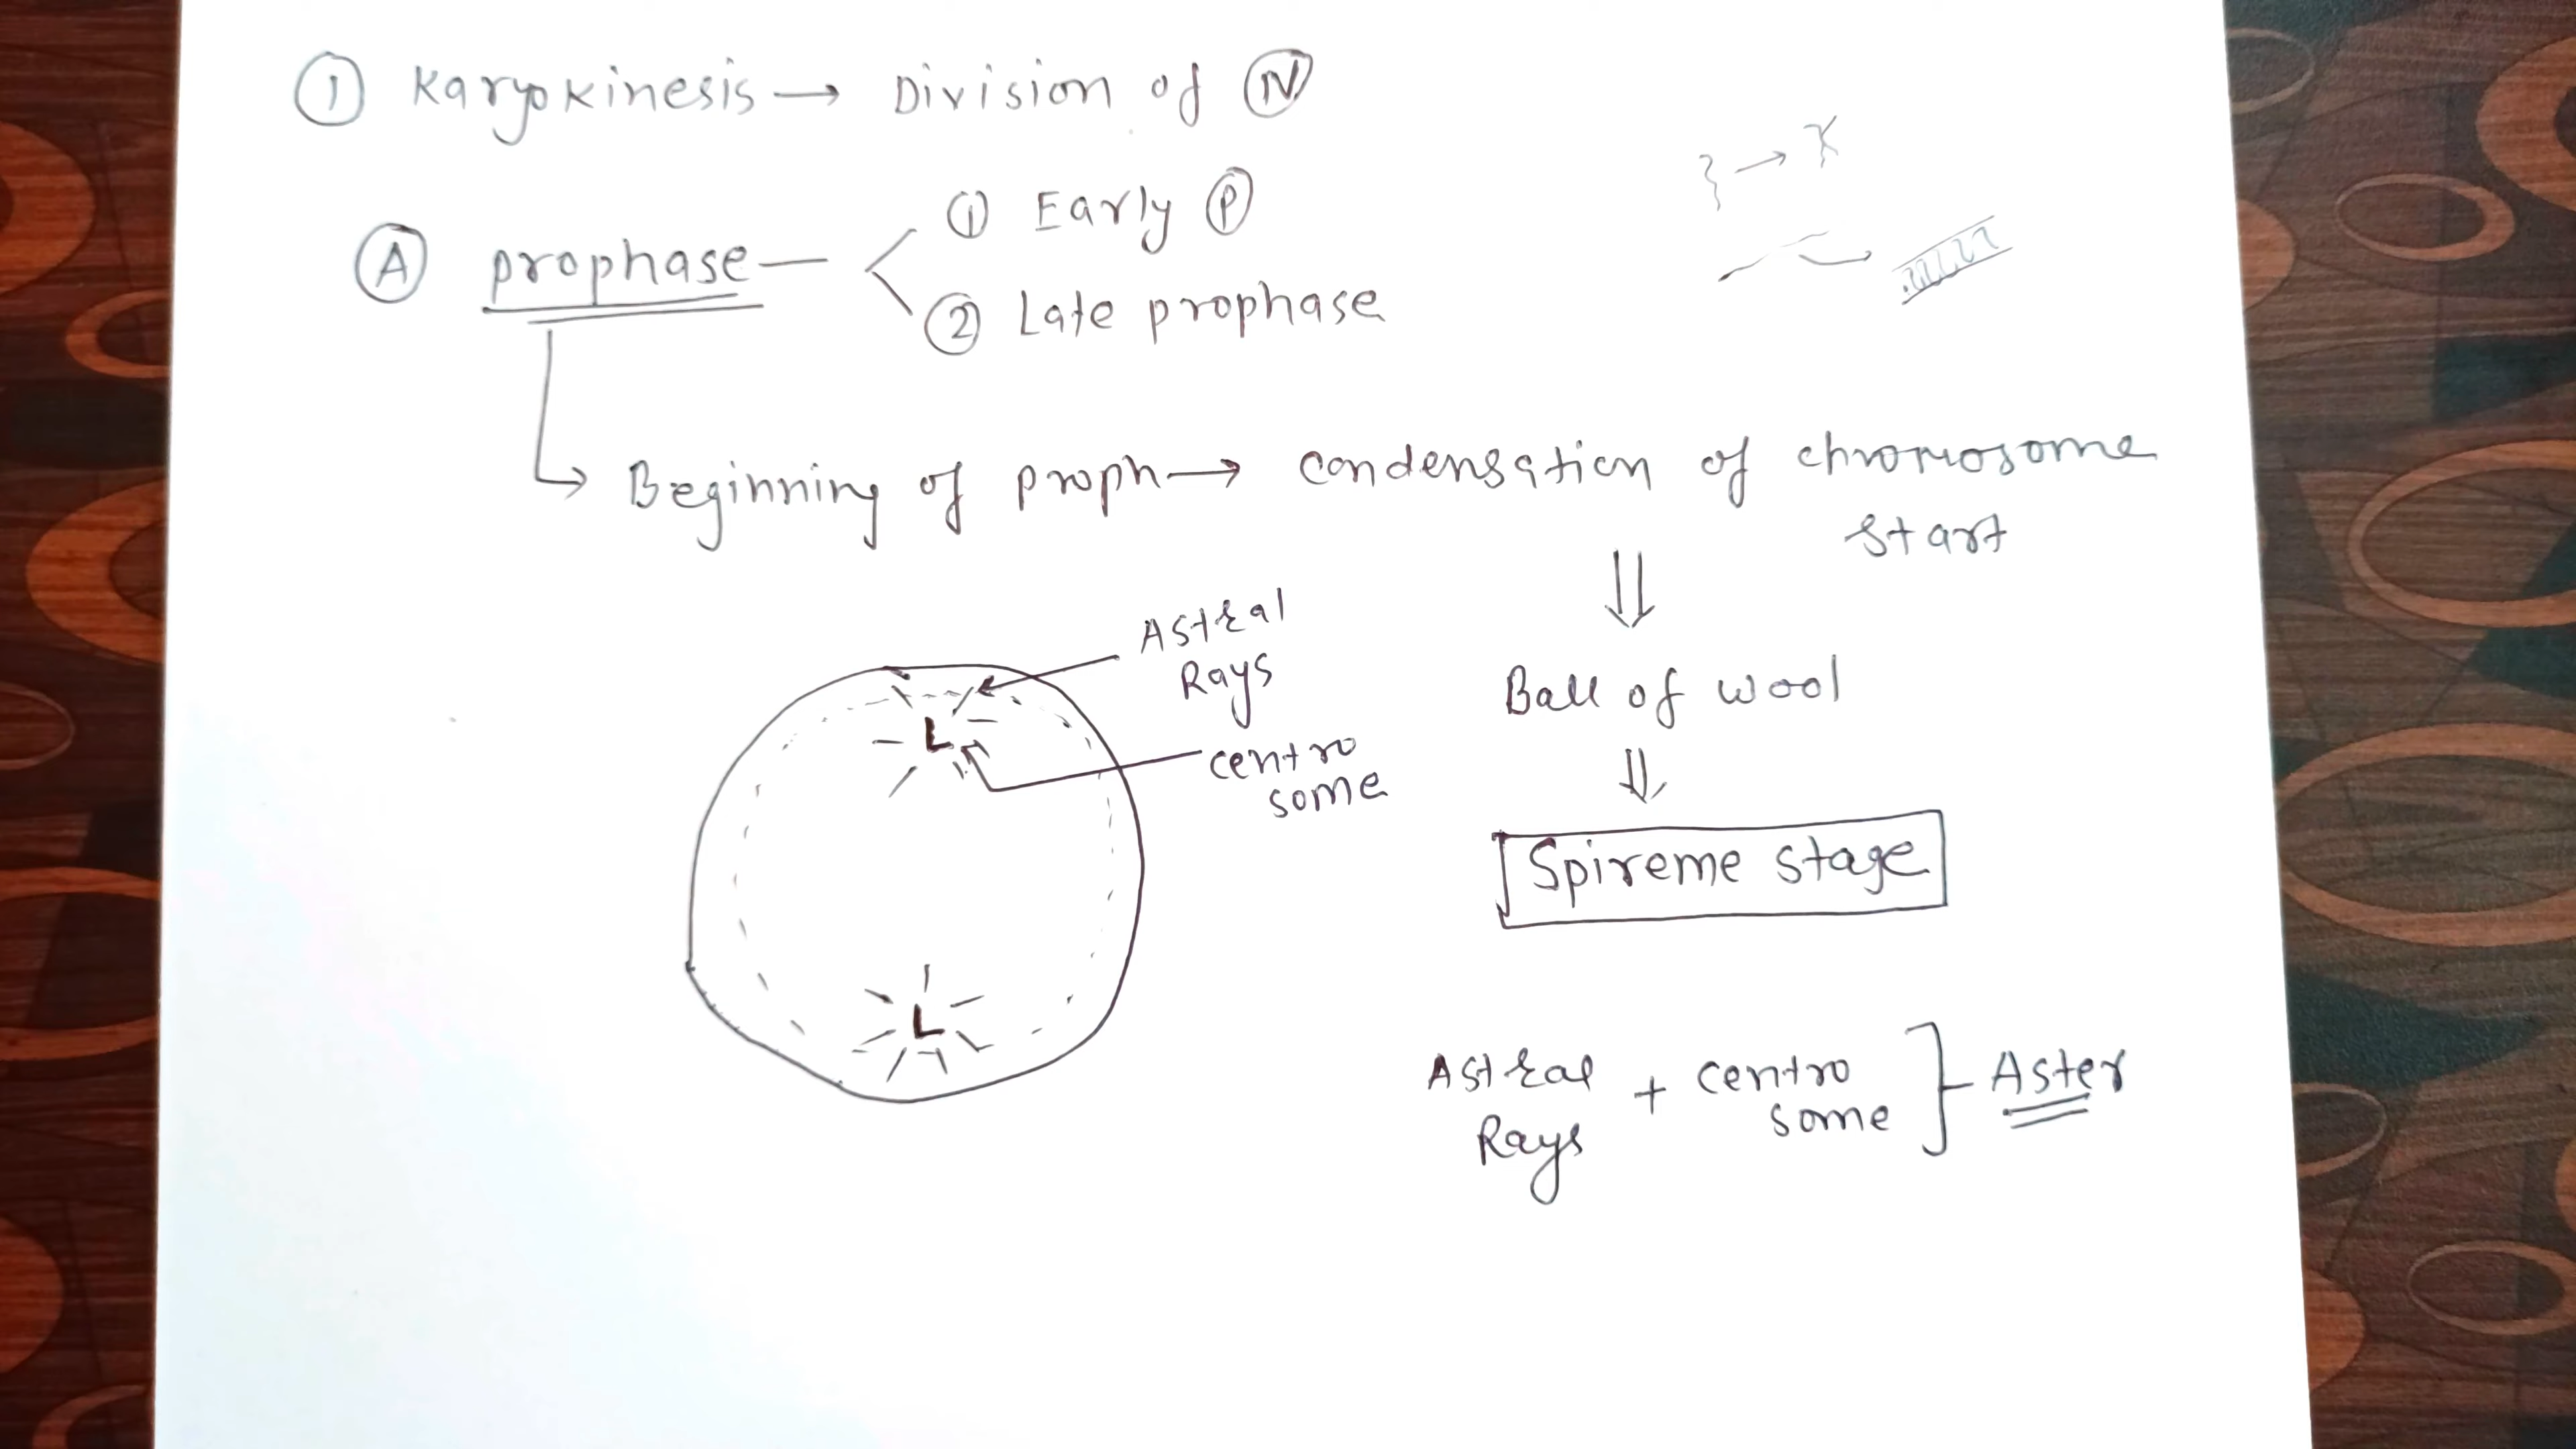 ① Karyokinesis → Division of Ⓝ
Ⓐ prophase — ① Early Ⓟ
② Late prophase
Beginning of proph → condensation of chromosome
start
⇓
Astral
Rays
centro
some
Ball of wool
⇓
Spireme stage
Astral Rays + centro some } Aster